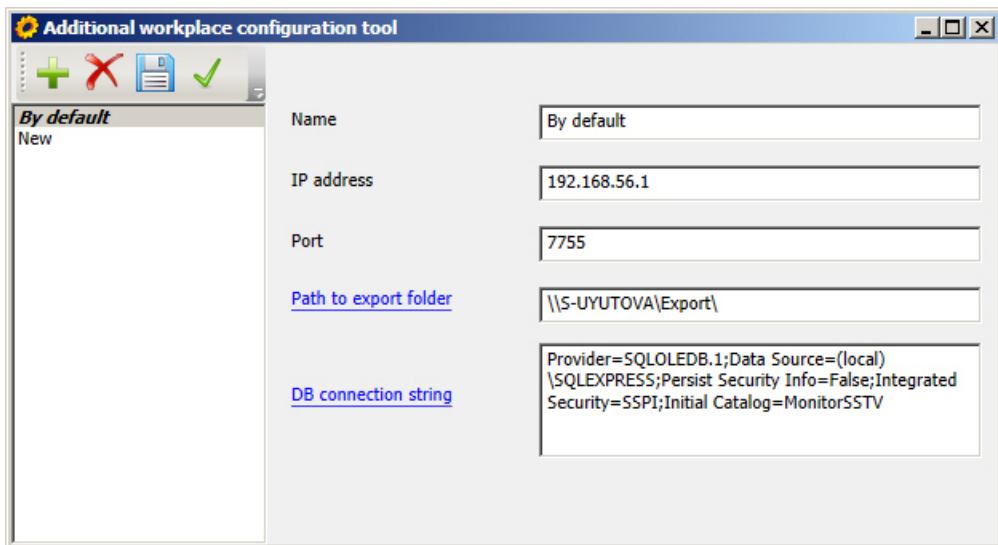 Additional workplace configuration tool
By default
New
Name
By default
IP address
192.168.56.1
Port
7755
Path to export folder
\\S-UYUTOVA\Export\
DB connection string
Provider=SQLOLEDB.1;Data Source=(local)
\SQLEXPRESS;Persist Security Info=False;Integrated
Security=SSPI;Initial Catalog=MonitorSSTV